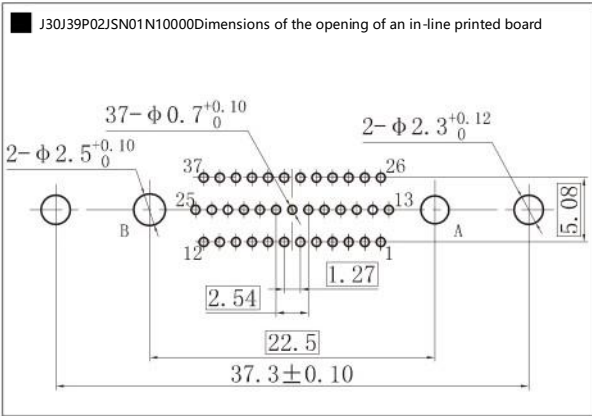 J30J39P02JSN01N10000Dimensions of the opening of an in-line printed board
37-φ0.7 +0.10 0
2-φ2.3 +0.12 0
2-φ2.5 +0.10 0
37 26
25 13
B A
12 1
5.08
1.27
2.54
22.5
37.3±0.10